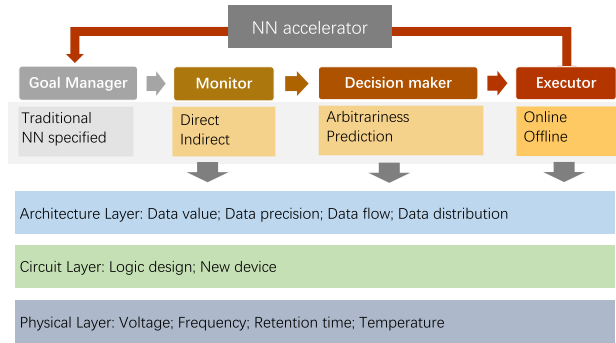 NN accelerator
Goal Manager
Monitor
Decision maker
Executor
Traditional
NN specified
Direct
Indirect
Arbitrariness
Prediction
Online
Offline
Architecture Layer: Data value; Data precision; Data flow; Data distribution
Circuit Layer: Logic design; New device
Physical Layer: Voltage; Frequency; Retention time; Temperature